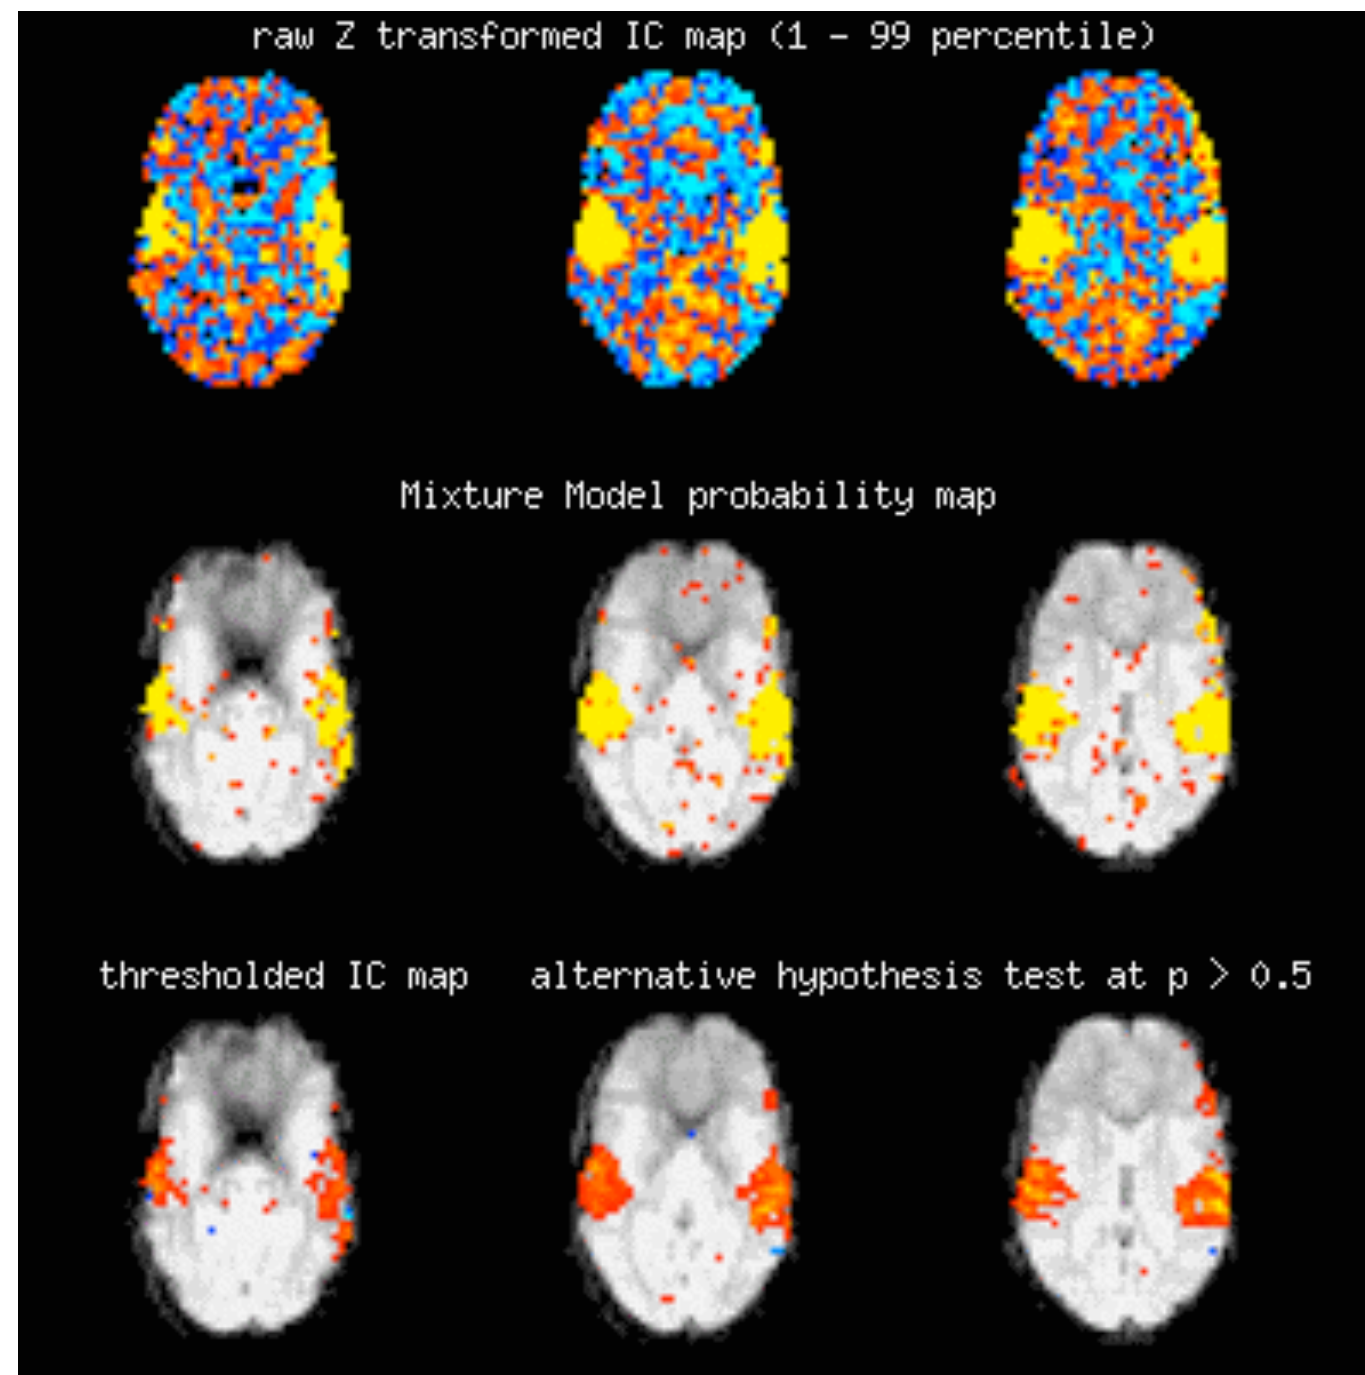 raw Z transformed IC map (1 - 99 percentile)
Mixture Model probability map
thresholded IC map alternative hypothesis test at p > 0.5